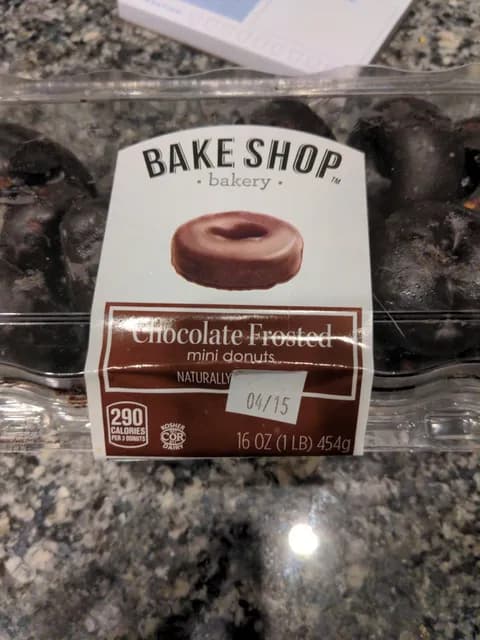 BAKE SHOP TM
• bakery •
Chocolate Frosted
mini donuts
NATURALLY
04/15
290
CALORIES
PER 3 DONUTS
KOSHER
COR
DAIRY
16 OZ (1 LB) 454g